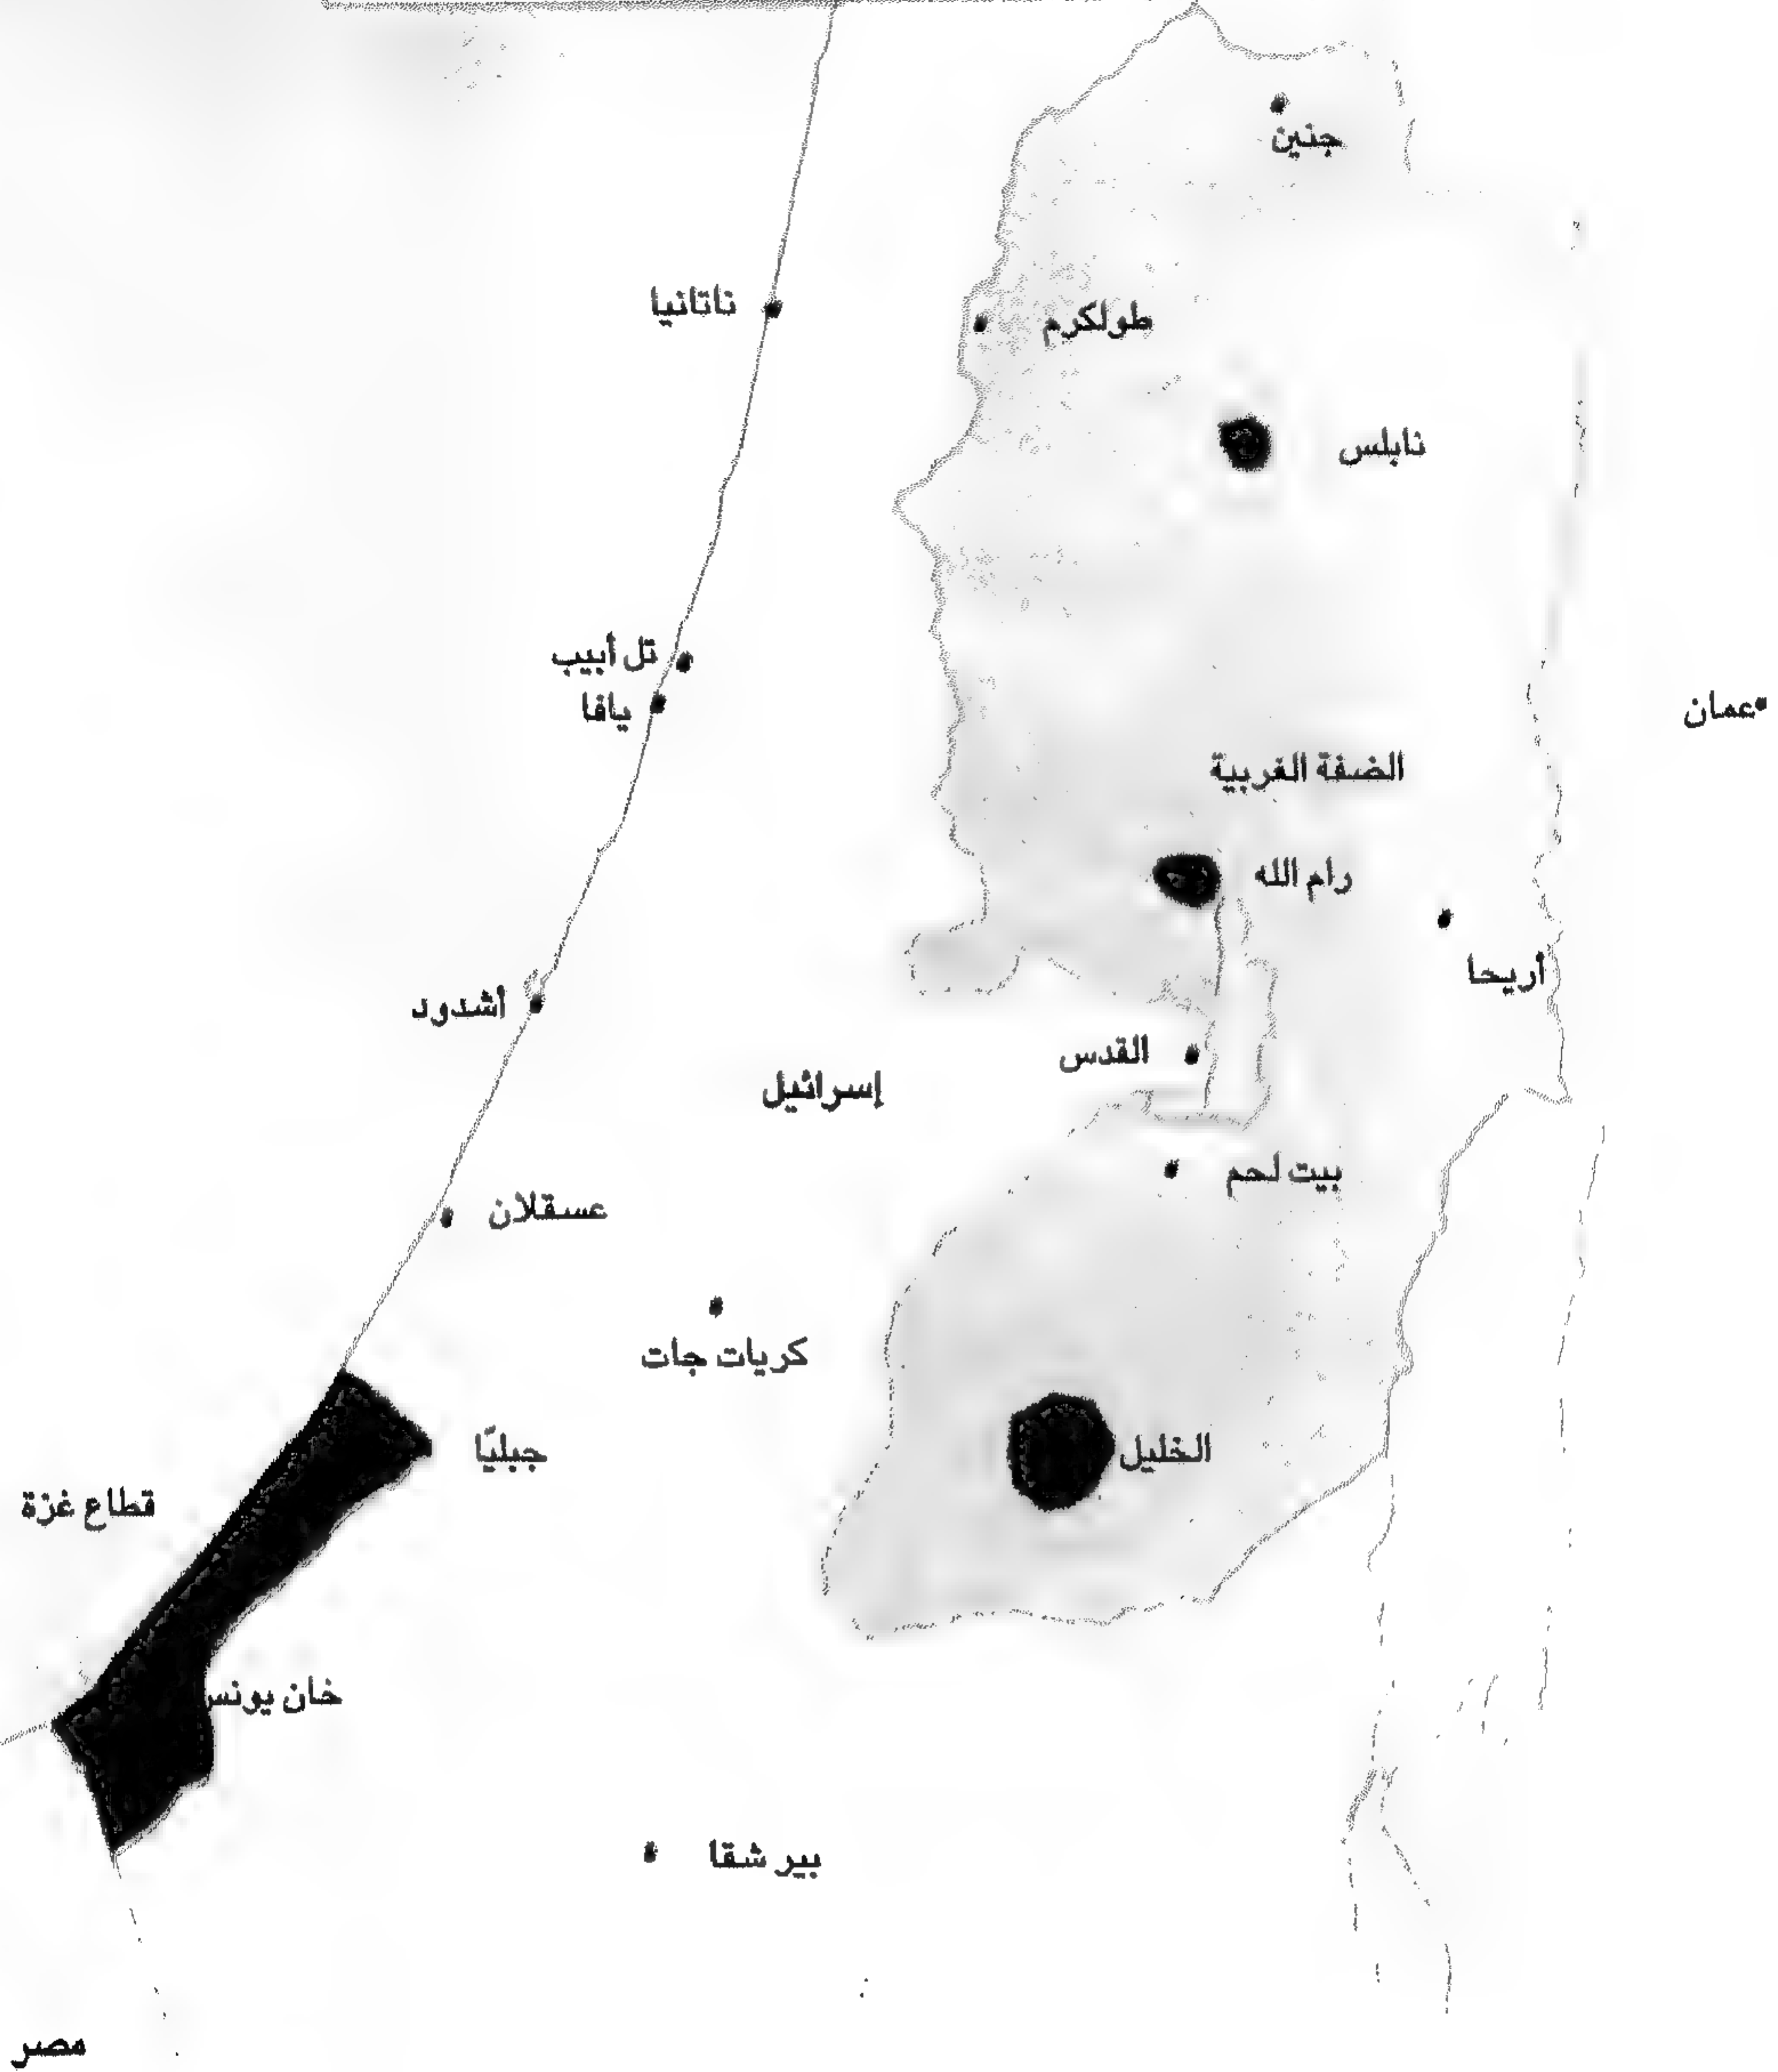 جنين
ناتانيا
طولكرم
نابلس
تل أبيب
يافا
عمان
الضفة الغربية
رام الله
أريحا
أشدود
القدس
إسرائيل
بيت لحم
عسقلان
كريات جات
جبليّا
الخليل
قطاع غزة
خان يونس
بير شقا
مصر